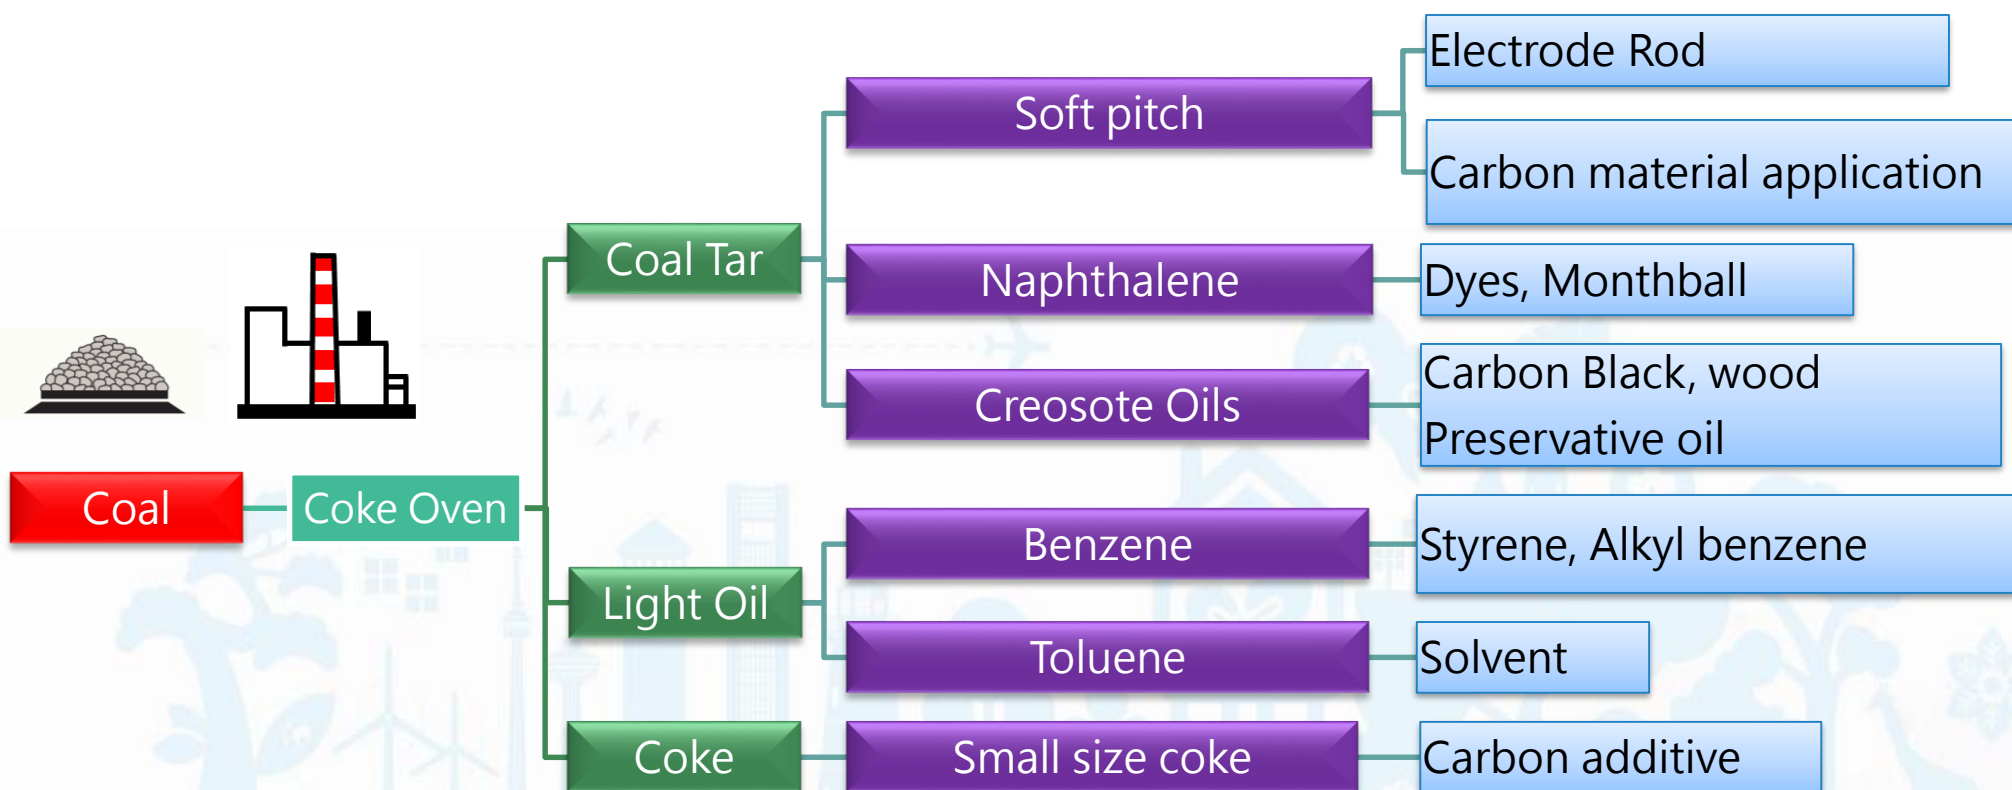 Electrode Rod
Soft pitch
Carbon material application
Coal Tar
Naphthalene
Dyes, Monthball
Creosote Oils
Carbon Black, wood
Preservative oil
Coal
Coke Oven
Benzene
Styrene, Alkyl benzene
Light Oil
Toluene
Solvent
Coke
Small size coke
Carbon additive